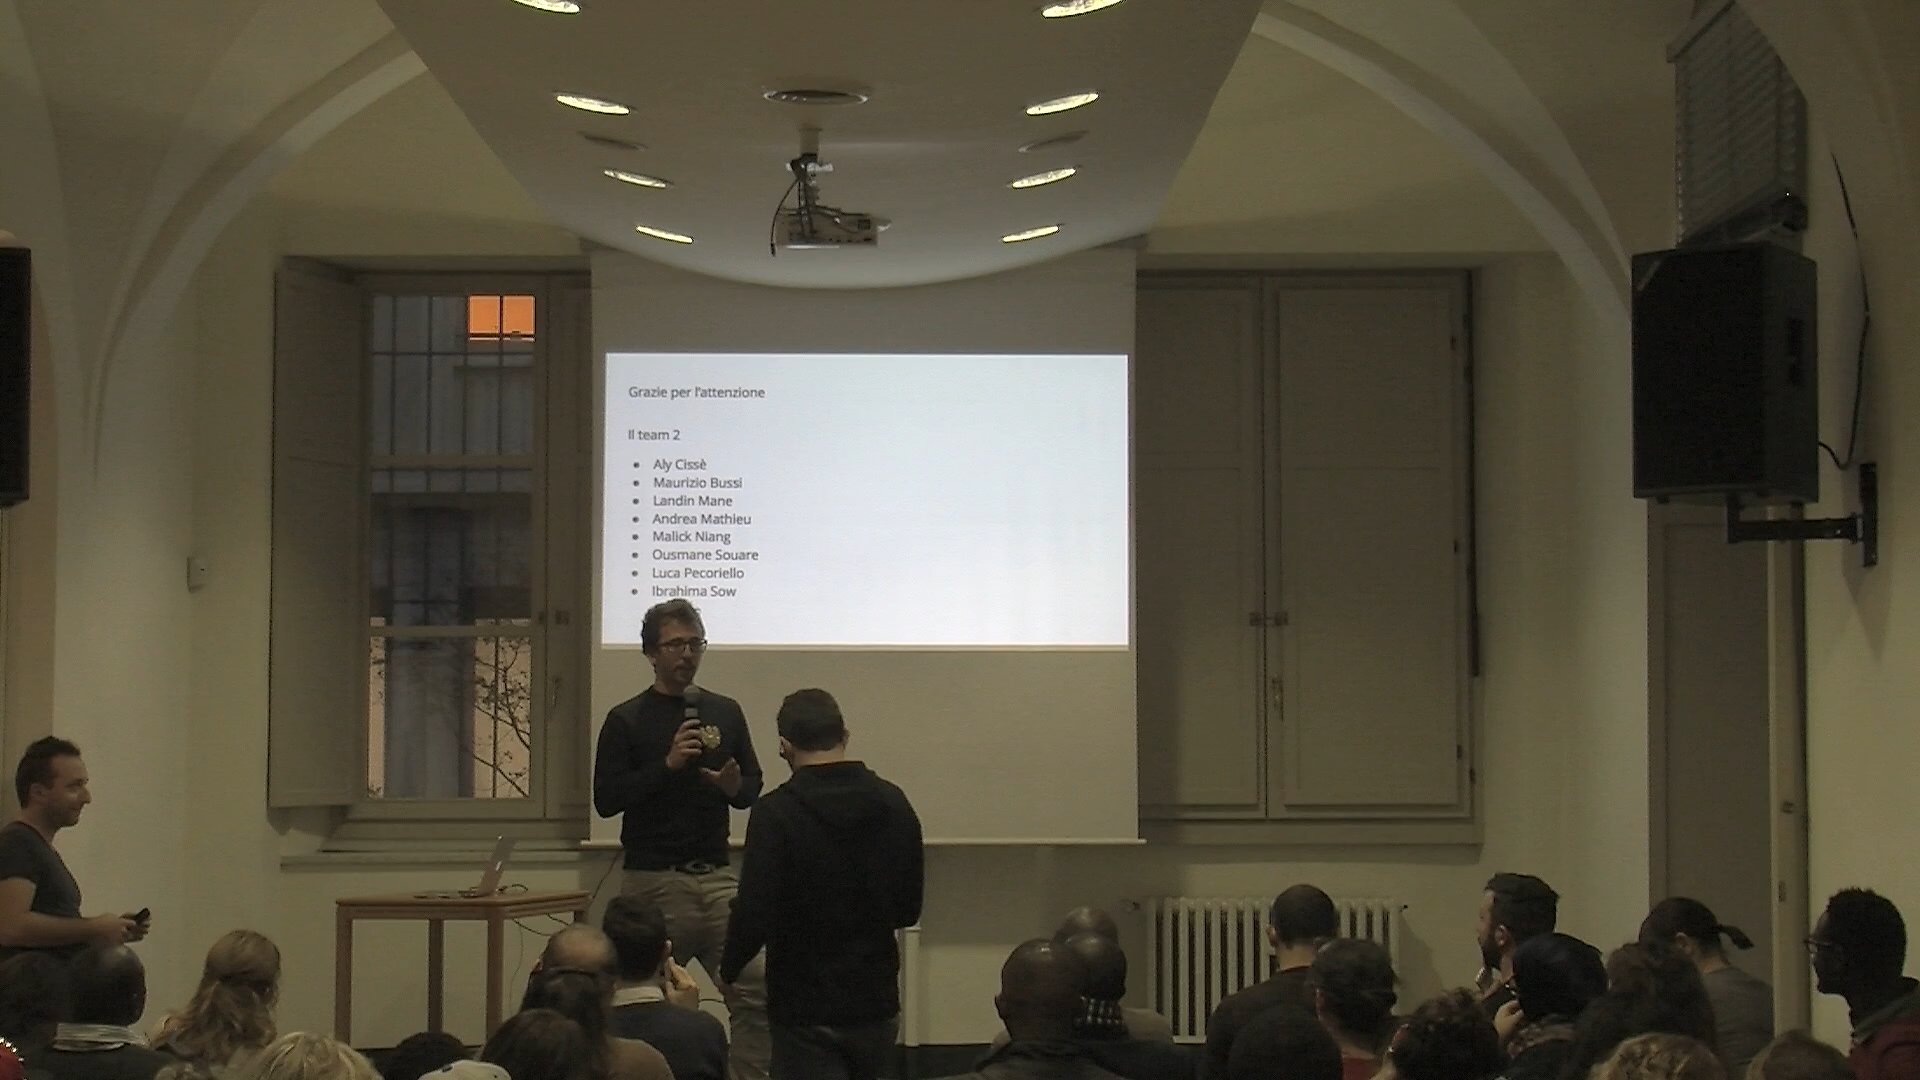 Grazie per l'attenzione
Il team 2
Aly Cissè
Maurizio Bussi
Landin Mane
Andrea Mathieu
Malick Niang
Ousmane Souare
Luca Pecoriello
Ibrahima Sow